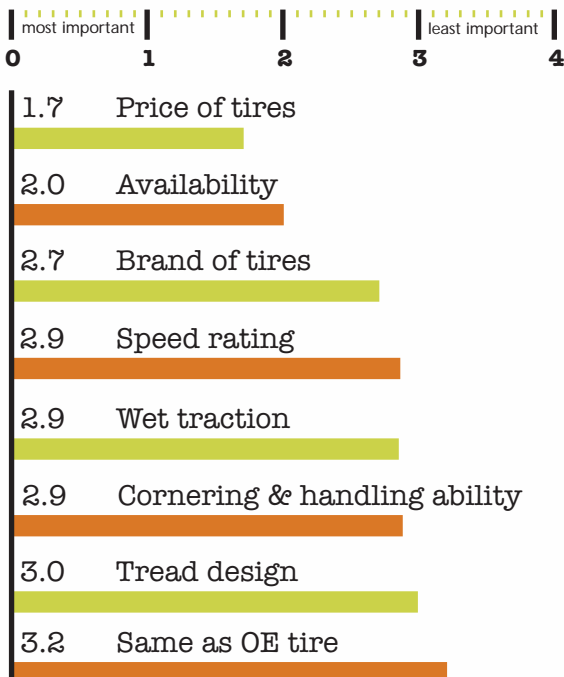 most important least important
0 1 2 3 4
1.7 Price of tires
2.0 Availability
2.7 Brand of tires
2.9 Speed rating
2.9 Wet traction
2.9 Cornering & handling ability
3.0 Tread design
3.2 Same as OE tire